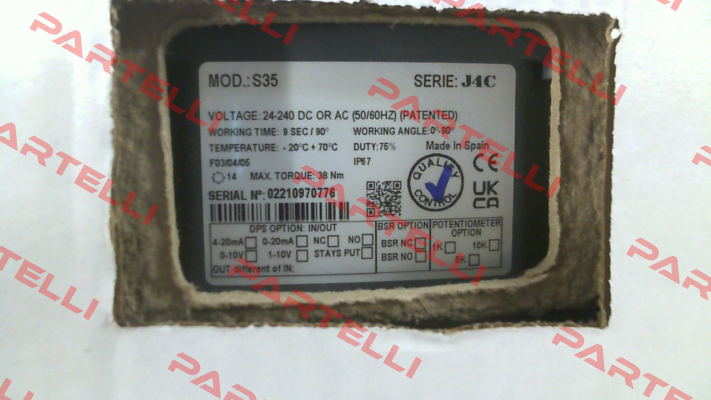 MOD.: S35 SERIE: J4C
VOLTAGE: 24-240 DC OR AC (50/60HZ) (PATENTED)
WORKING TIME: 9 SEC / 90° WORKING ANGLE: 0°-90°
TEMPERATURE: - 20°C + 70°C DUTY: 75% Made In Spain
F03/04/05 IP67
14 MAX. TORQUE: 38 Nm
SERIAL Nº: 02210970776
QUALITY CONTROL
CE
UK
CA
DPS OPTION: IN/OUT BSR OPTION POTENTIOMETER OPTION
4-20mA 0-20mA NC NO BSR NC 1K 10K
0-10V 1-10V STAYS PUT BSR NO 5K
OUT different of IN:
PARTELLI
PARTELLI
PARTELLI
PARTELLI
PARTELLI
PARTELLI